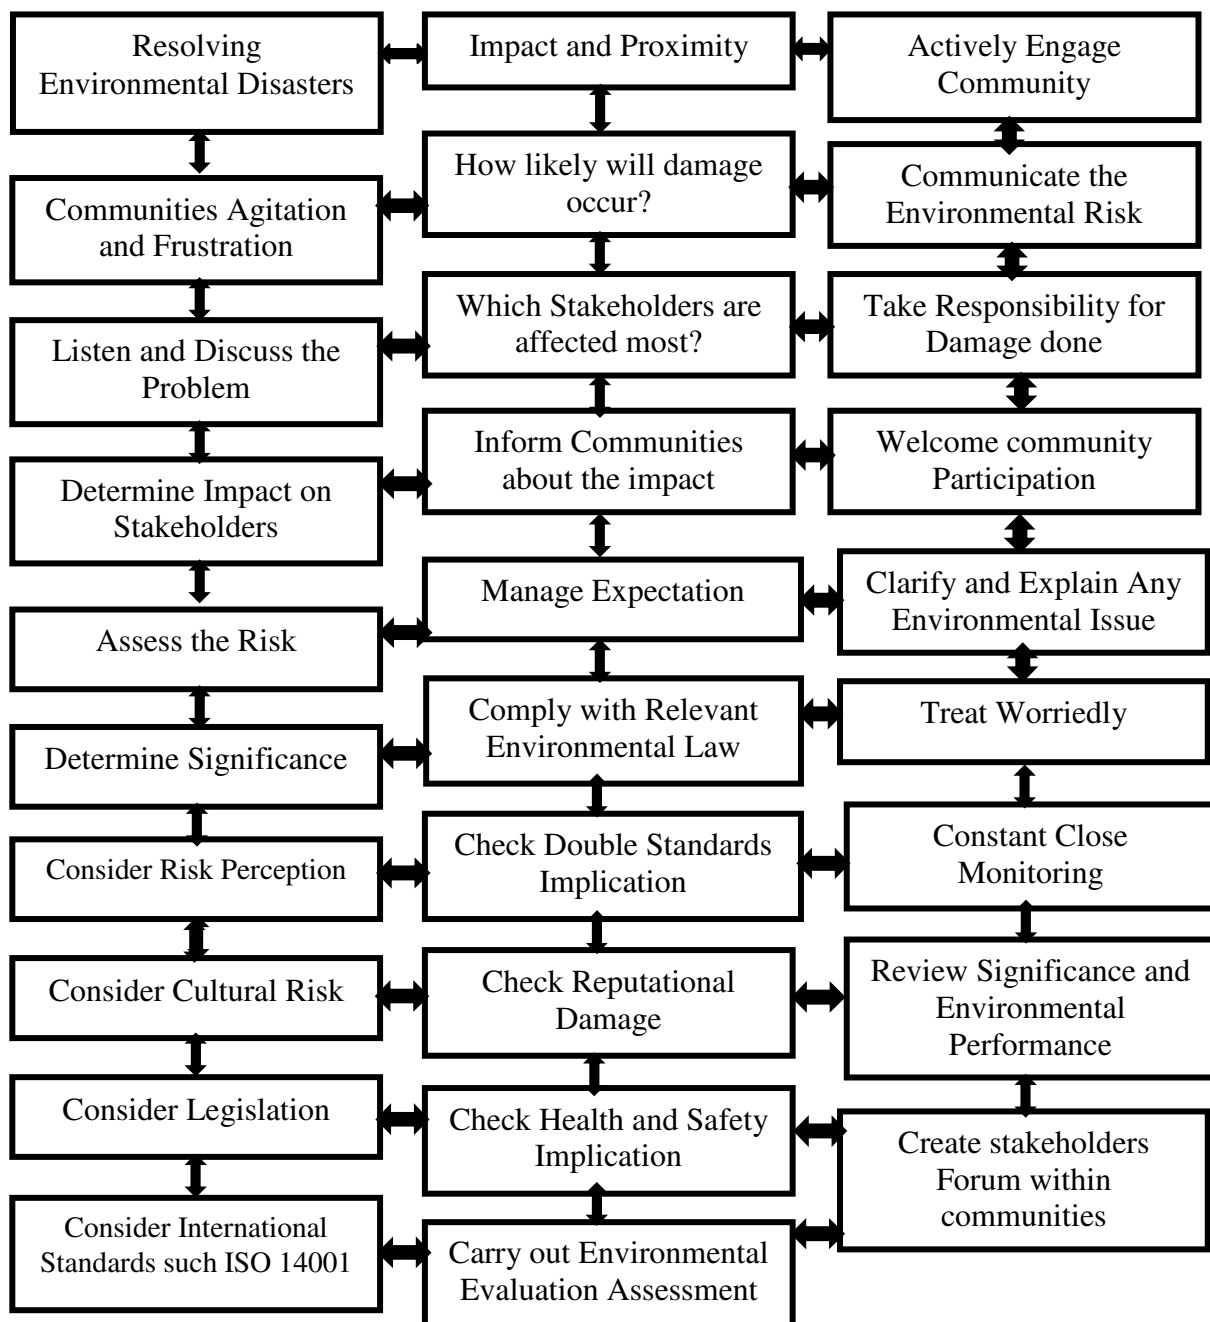 Resolving
Environmental Disasters
Impact and Proximity
Actively Engage
Community
Communities Agitation
and Frustration
How likely will damage
occur?
Communicate the
Environmental Risk
Listen and Discuss the
Problem
Which Stakeholders are
affected most?
Take Responsibility for
Damage done
Determine Impact on
Stakeholders
Inform Communities
about the impact
Welcome community
Participation
Assess the Risk
Manage Expectation
Clarify and Explain Any
Environmental Issue
Determine Significance
Comply with Relevant
Environmental Law
Treat Worriedly
Consider Risk Perception
Check Double Standards
Implication
Constant Close
Monitoring
Consider Cultural Risk
Check Reputational
Damage
Review Significance and
Environmental
Performance
Consider Legislation
Check Health and Safety
Implication
Create stakeholders
Forum within
communities
Consider International
Standards such ISO 14001
Carry out Environmental
Evaluation Assessment